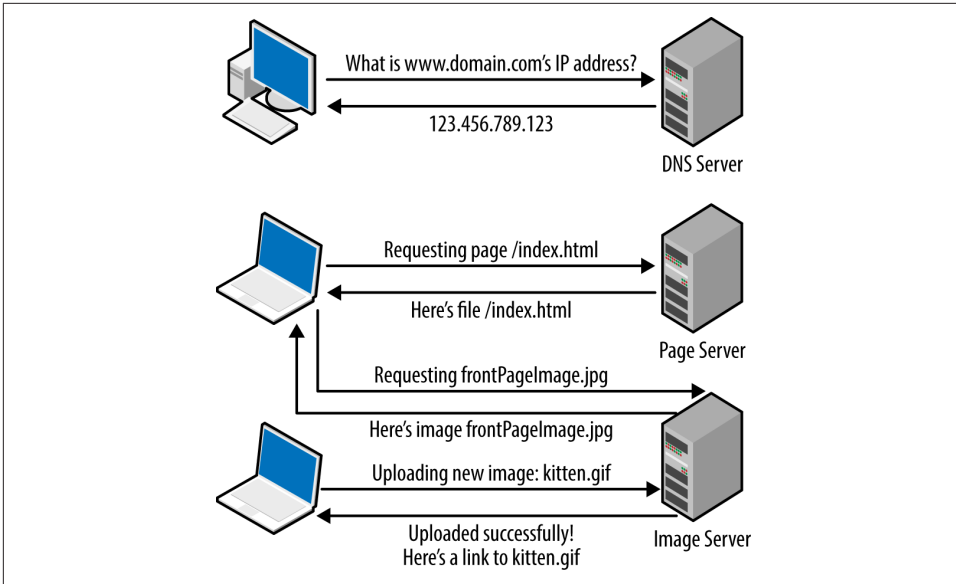 What is www.domain.com’s IP address?
123.456.789.123
DNS Server
Requesting page /index.html
Here’s file /index.html
Page Server
Requesting frontPageImage.jpg
Here’s image frontPageImage.jpg
Uploading new image: kitten.gif
Uploaded successfully!
Here’s a link to kitten.gif
Image Server